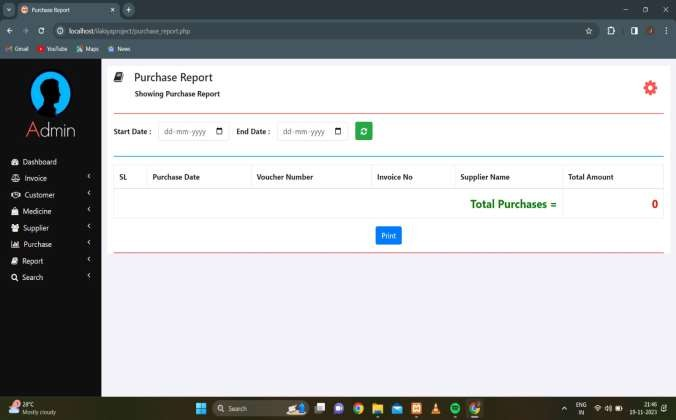 Purchase Report
localhost/ilakiyaproject/purchase_report.php
Gmail YouTube Maps News
Purchase Report
Showing Purchase Report
Admin
Start Date : dd-mm-yyyy End Date : dd-mm-yyyy
Dashboard
Invoice
Customer
Medicine
Supplier
Purchase
Report
Search
SL Purchase Date Voucher Number Invoice No Supplier Name Total Amount
Total Purchases = 0
Print
28°C
Mostly cloudy
Search
ENG
IN
21:46
19-11-2023